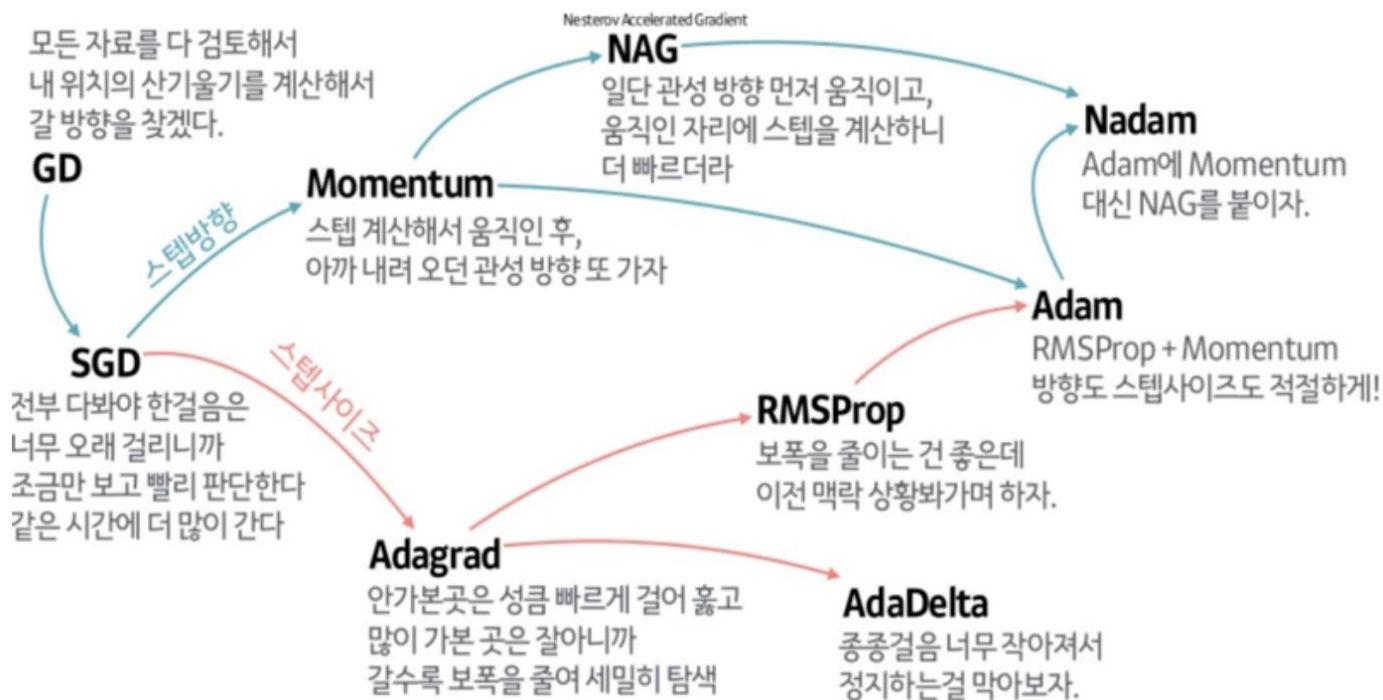 모든 자료를 다 검토해서
내 위치의 산기울기를 계산해서
갈 방향을 찾겠다.
GD
스텝방향
SGD
전부 다봐야 한걸음은
너무 오래 걸리니까
조금만 보고 빨리 판단한다
같은 시간에 더 많이 간다
Momentum
스텝 계산해서 움직인 후,
아까 내려 오던 관성 방향 또 가자
Nesterov Accelerated Gradient
NAG
일단 관성 방향 먼저 움직이고,
움직인 자리에 스텝을 계산하니
더 빠르더라
Nadam
Adam에 Momentum
대신 NAG를 붙이자.
Adam
RMSProp + Momentum
방향도 스텝사이즈도 적절하게!
스텝사이즈
Adagrad
안가본곳은 성큼 빠르게 걸어 훓고
많이 가본 곳은 잘아니까
갈수록 보폭을 줄여 세밀히 탐색
RMSProp
보폭을 줄이는 건 좋은데
이전 맥락 상황봐가며 하자.
AdaDelta
종종걸음 너무 작아져서
정지하는걸 막아보자.